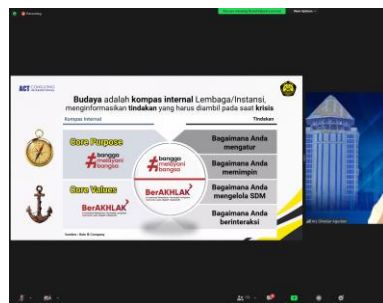 View Options
ACT CONSULTING
Budaya adalah kompas internal Lembaga/Instansi,
menginformasikan tindakan yang harus diambil pada saat krisis
Kompas Internal
Tindakan
Core Purpose
#bangga
melayani
bangsa
Core Values
BerAKHLAK
#bangga
melayani
bangsa
BerAKHLAK
Bagaimana Anda
mengatur
Bagaimana Anda
memimpin
Bagaimana Anda
mengelola SDM
Bagaimana Anda
berinteraksi
Sumber : Bain & Company